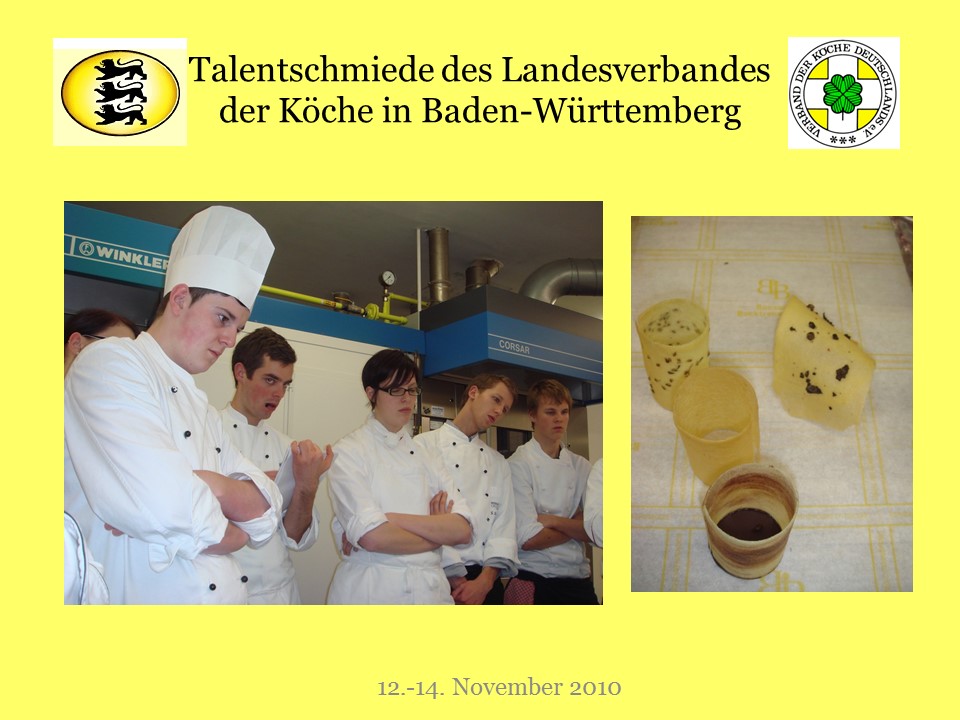 Talentschmiede des Landesverbandes
der Köche in Baden-Württemberg
VERBAND DER KÖCHE DEUTSCHLANDS e.V.
WINKLER
CORSAR
12.-14. November 2010